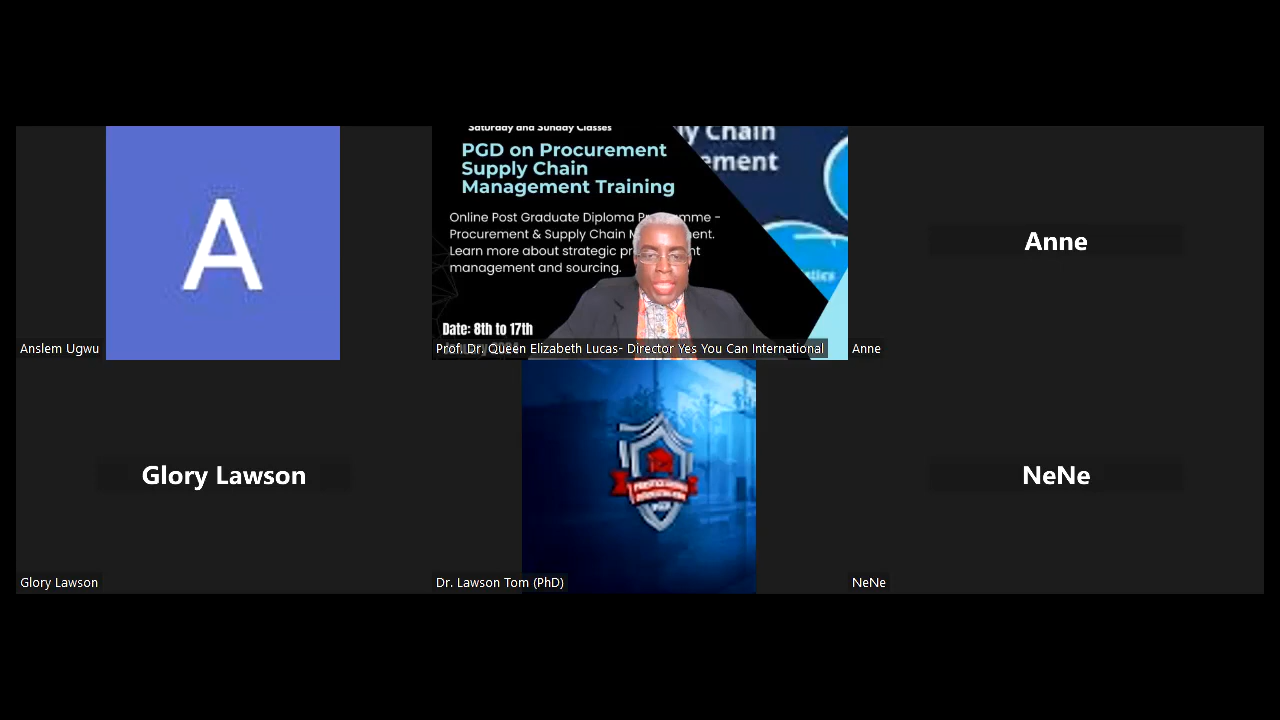 A
Anslem Ugwu
Saturday and Sunday Classes
PGD on Procurement
Supply Chain
Management Training
Online Post Graduate Diploma
Procurement & Supply Chain
Learn more about strategic
management and sourcing.
Date: 8th to 17th
Chain
Prof. Dr. Queen Elizabeth Lucas- Director Yes You Can International
Anne
Anne
Glory Lawson
Glory Lawson
Dr. Lawson Tom (PhD)
NeNe
NeNe